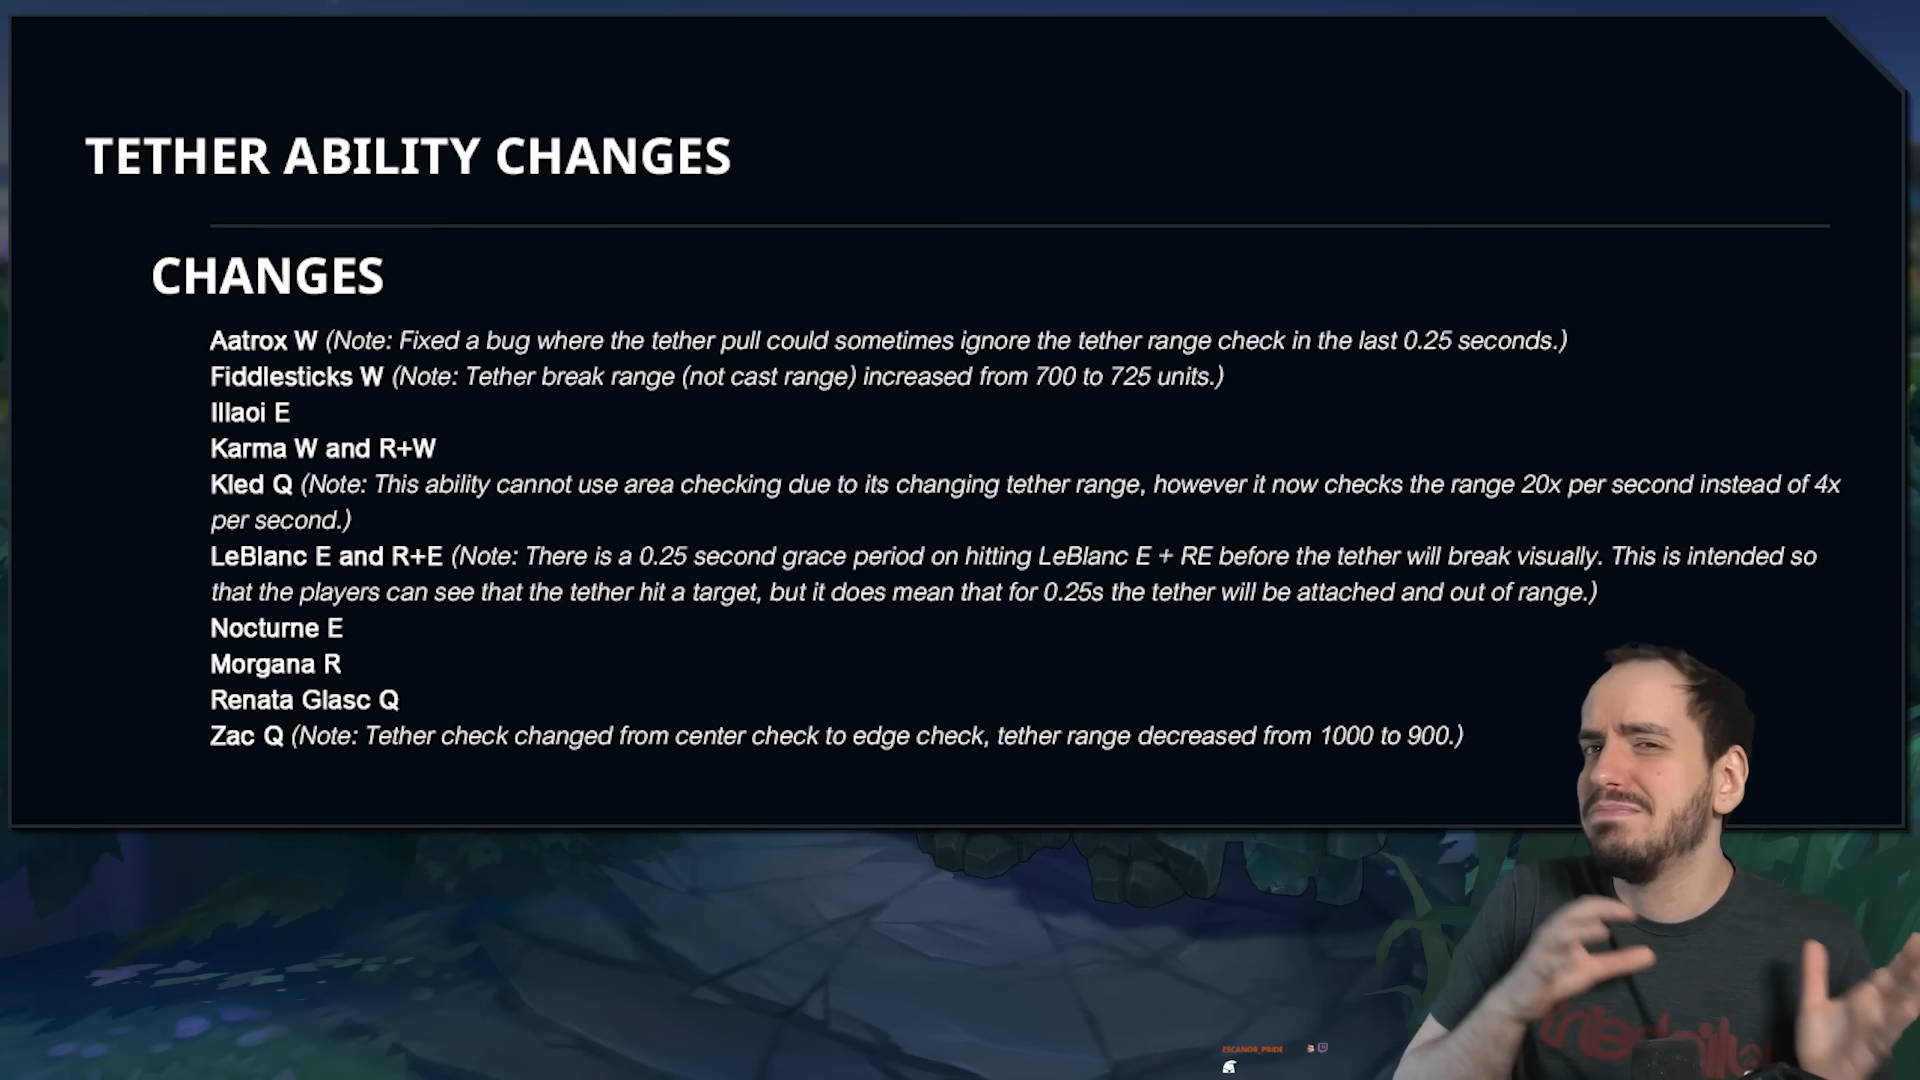 TETHER ABILITY CHANGES
CHANGES
Aatrox W (Note: Fixed a bug where the tether pull could sometimes ignore the tether range check in the last 0.25 seconds.)
Fiddlesticks W (Note: Tether break range (not cast range) increased from 700 to 725 units.)
Illaoi E
Karma W and R+W
Kled Q (Note: This ability cannot use area checking due to its changing tether range, however it now checks the range 20x per second instead of 4x
per second.)
LeBlanc E and R+E (Note: There is a 0.25 second grace period on hitting LeBlanc E + RE before the tether will break visually. This is intended so
that the players can see that the tether hit a target, but it does mean that for 0.25s the tether will be attached and out of range.)
Nocturne E
Morgana R
Renata Glasc Q
Zac Q (Note: Tether check changed from center check to edge check, tether range decreased from 1000 to 900.)
ESCANOR_PRIDE